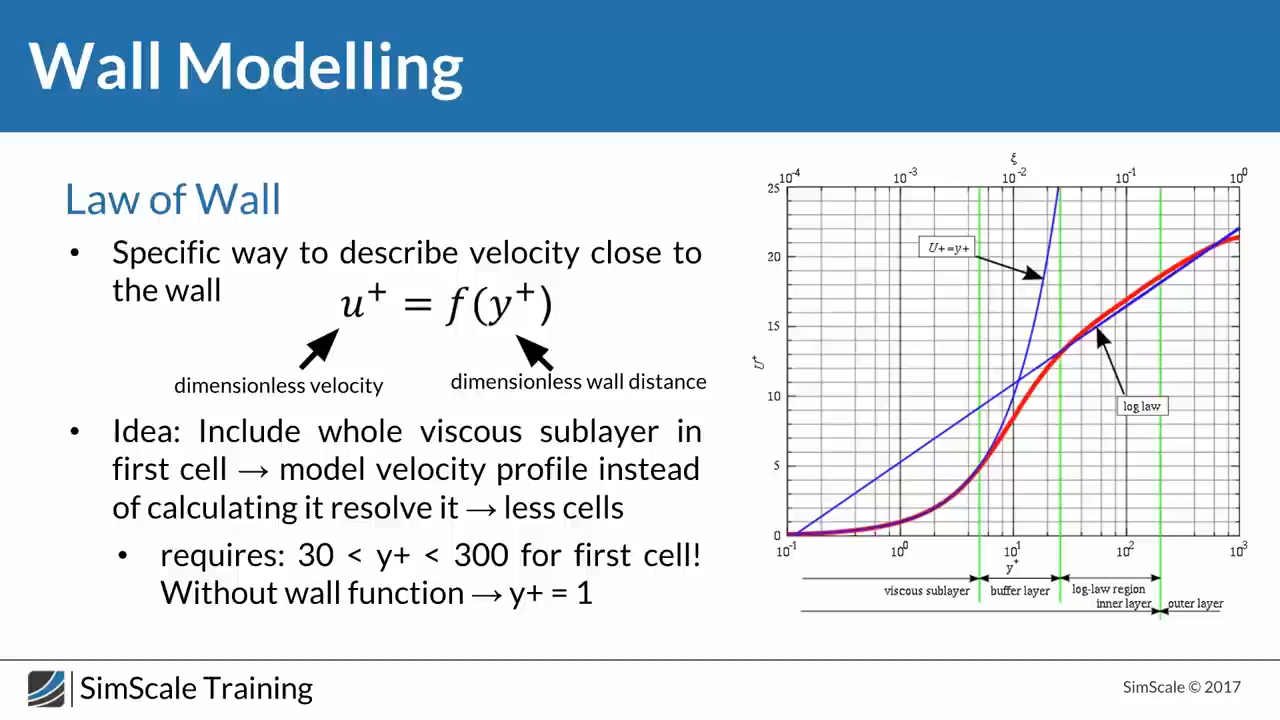 Wall Modelling
Law of Wall
• Specific way to describe velocity close to
the wall
u⁺ = f(y⁺)
dimensionless velocity
dimensionless wall distance
• Idea: Include whole viscous sublayer in
first cell → model velocity profile instead
of calculating it resolve it → less cells
• requires: 30 < y+ < 300 for first cell!
Without wall function → y+ = 1
ξ
10⁻⁴ 10⁻³ 10⁻² 10⁻¹ 10⁰
25
20
15
10
5
0
U⁺
U+=y+
log law
10⁻¹ 10⁰ 10¹ 10² 10³
y⁺
viscous sublayer buffer layer log-law region
inner layer outer layer
SimScale Training
SimScale © 2017